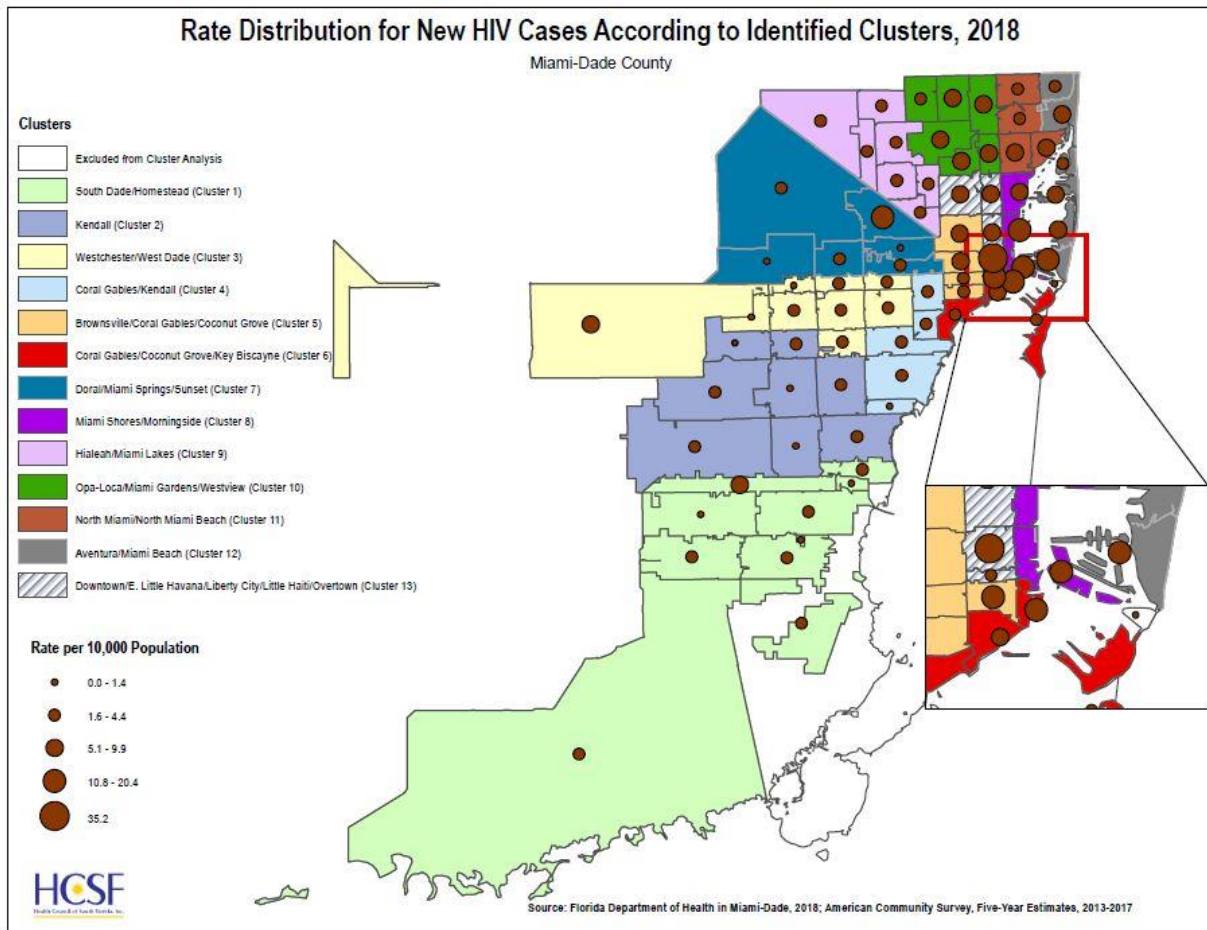 Rate Distribution for New HIV Cases According to Identified Clusters, 2018
Miami-Dade County
Clusters
Excluded from Cluster Analysis
South Dade/Homestead (Cluster 1)
Kendall (Cluster 2)
Westchester/West Dade (Cluster 3)
Coral Gables/Kendall (Cluster 4)
Brownsville/Coral Gables/Coconut Grove (Cluster 5)
Coral Gables/Coconut Grove/Key Biscayne (Cluster 6)
Doral/Miami Springs/Sunset (Cluster 7)
Miami Shores/Morningside (Cluster 8)
Hialeah/Miami Lakes (Cluster 9)
Opa-Loca/Miami Gardens/Westview (Cluster 10)
North Miami/North Miami Beach (Cluster 11)
Aventura/Miami Beach (Cluster 12)
Downtown/E. Little Havana/Liberty City/Little Haiti/Overtown (Cluster 13)
Rate per 10,000 Population
0.0 - 1.4
1.6 - 4.4
5.1 - 9.9
10.8 - 20.4
35.2
HCSF
Health Council of South Florida, Inc.
Source: Florida Department of Health in Miami-Dade, 2018; American Community Survey, Five-Year Estimates, 2013-2017